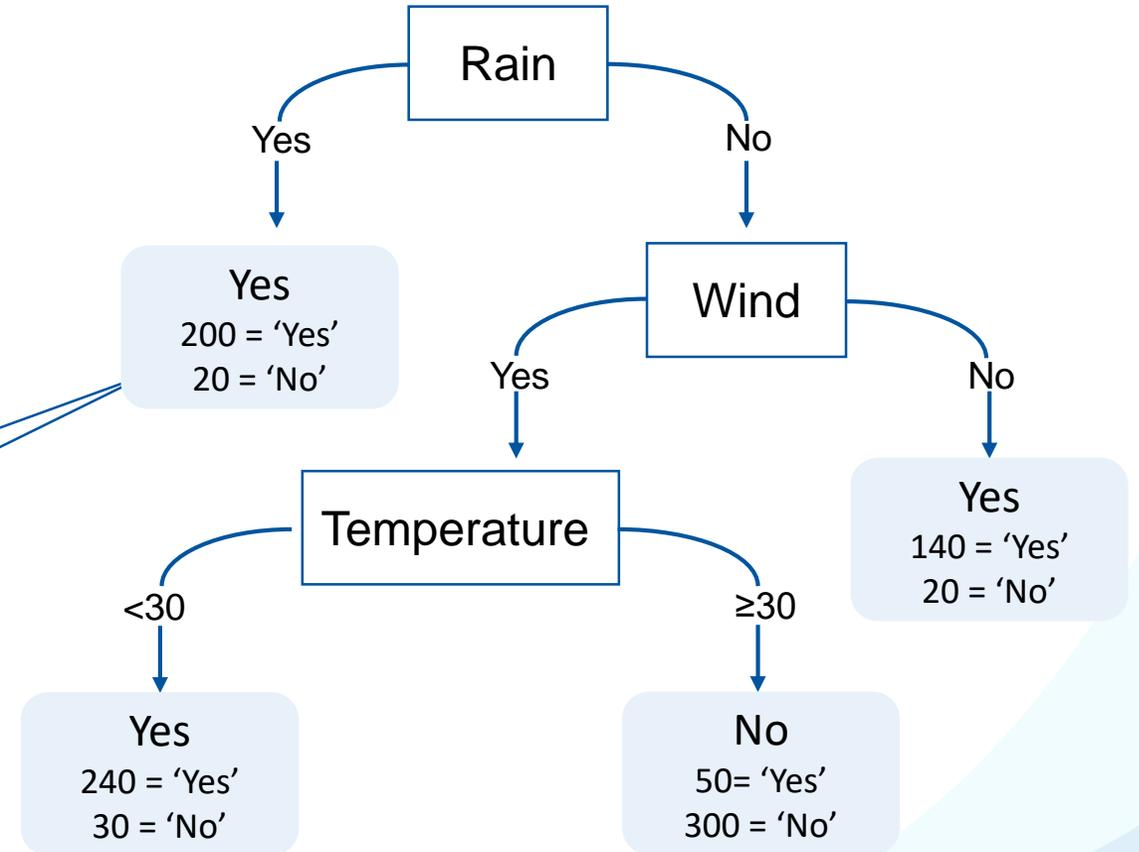 Rain
Yes
No
Yes
200 = ‘Yes’
20 = ‘No’
Wind
Yes
No
Temperature
Yes
140 = ‘Yes’
20 = ‘No’
<30
≥30
Yes
240 = ‘Yes’
30 = ‘No’
No
50= ‘Yes’
300 = ‘No’